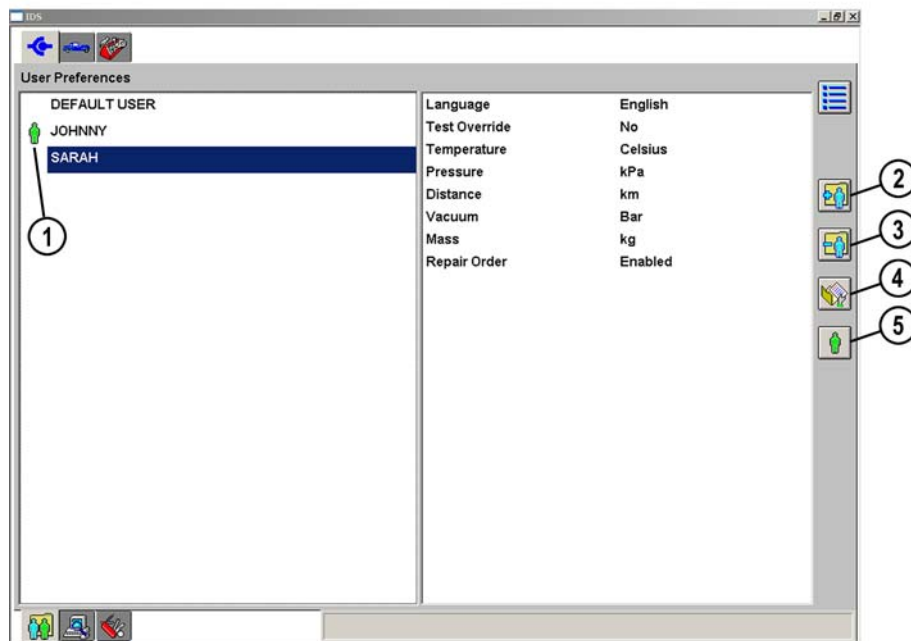 IDS
User Preferences
DEFAULT USER
JOHNNY
SARAH
Language English
Test Override No
Temperature Celsius
Pressure kPa
Distance km
Vacuum Bar
Mass kg
Repair Order Enabled
1
2
3
4
5